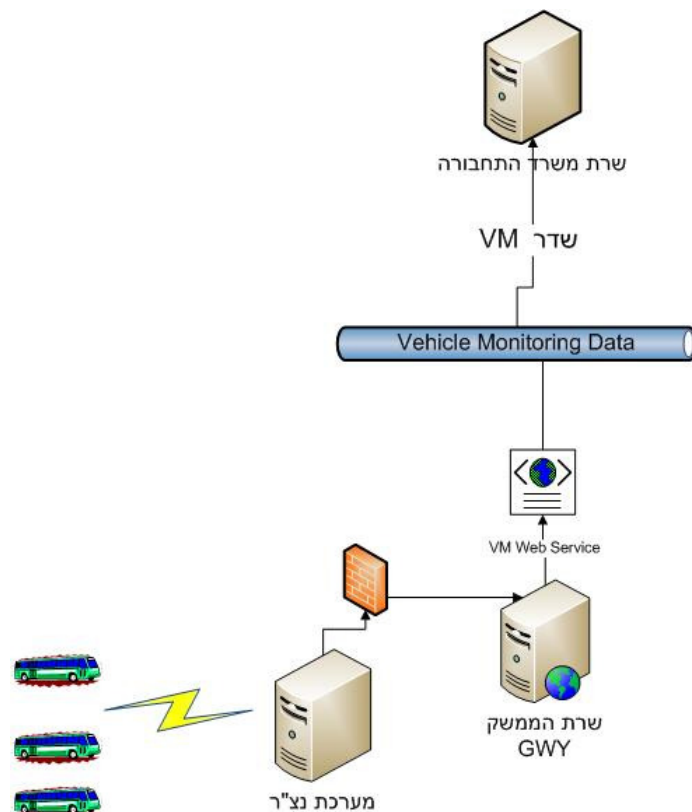 שרת משרד התחבורה
שדר VM
Vehicle Monitoring Data
VM Web Service
שרת הממשק
GWY
מערכת נצ"ר